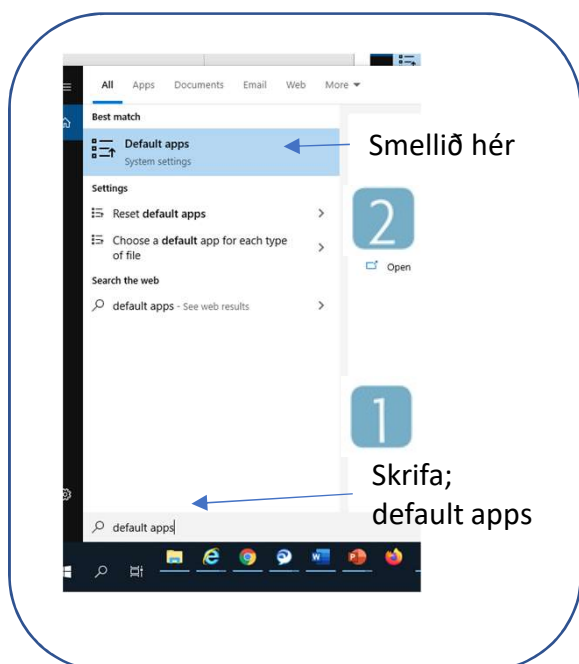 All Apps Documents Email Web More
Best match
Default apps
System settings
Smellið hér
Settings
Reset default apps
2
Choose a default app for each type
of file
Open
Search the web
default apps - See web results
1
Skrifa;
default apps
default apps